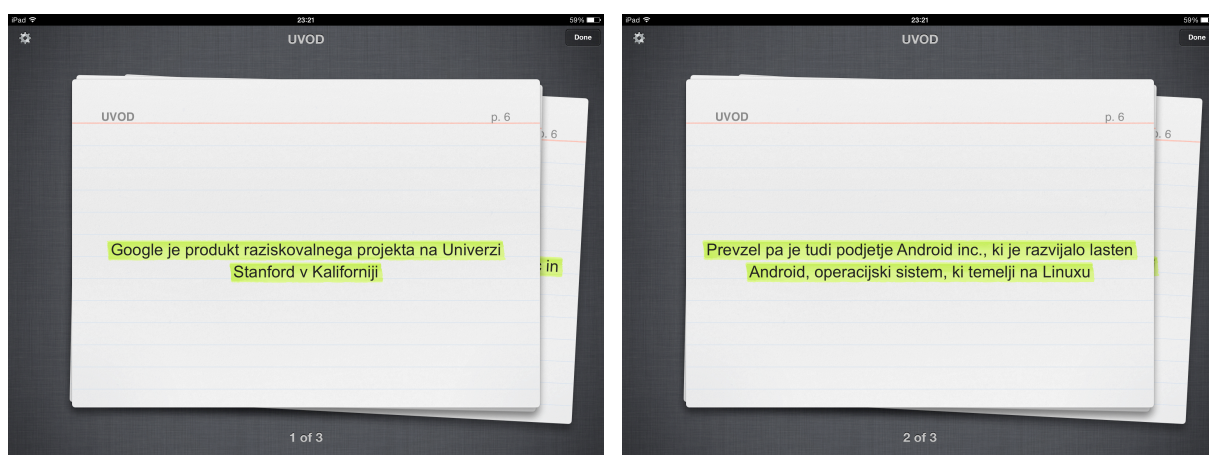 iPad 23:21 59%
UVOD
Done
UVOD p. 6
p. 6
Google je produkt raziskovalnega projekta na Univerzi
Stanford v Kaliforniji
in
1 of 3
iPad 23:21 59%
UVOD
Done
UVOD p. 6
p. 6
Prevzel pa je tudi podjetje Android inc., ki je razvijalo lasten
Android, operacijski sistem, ki temelji na Linuxu
2 of 3